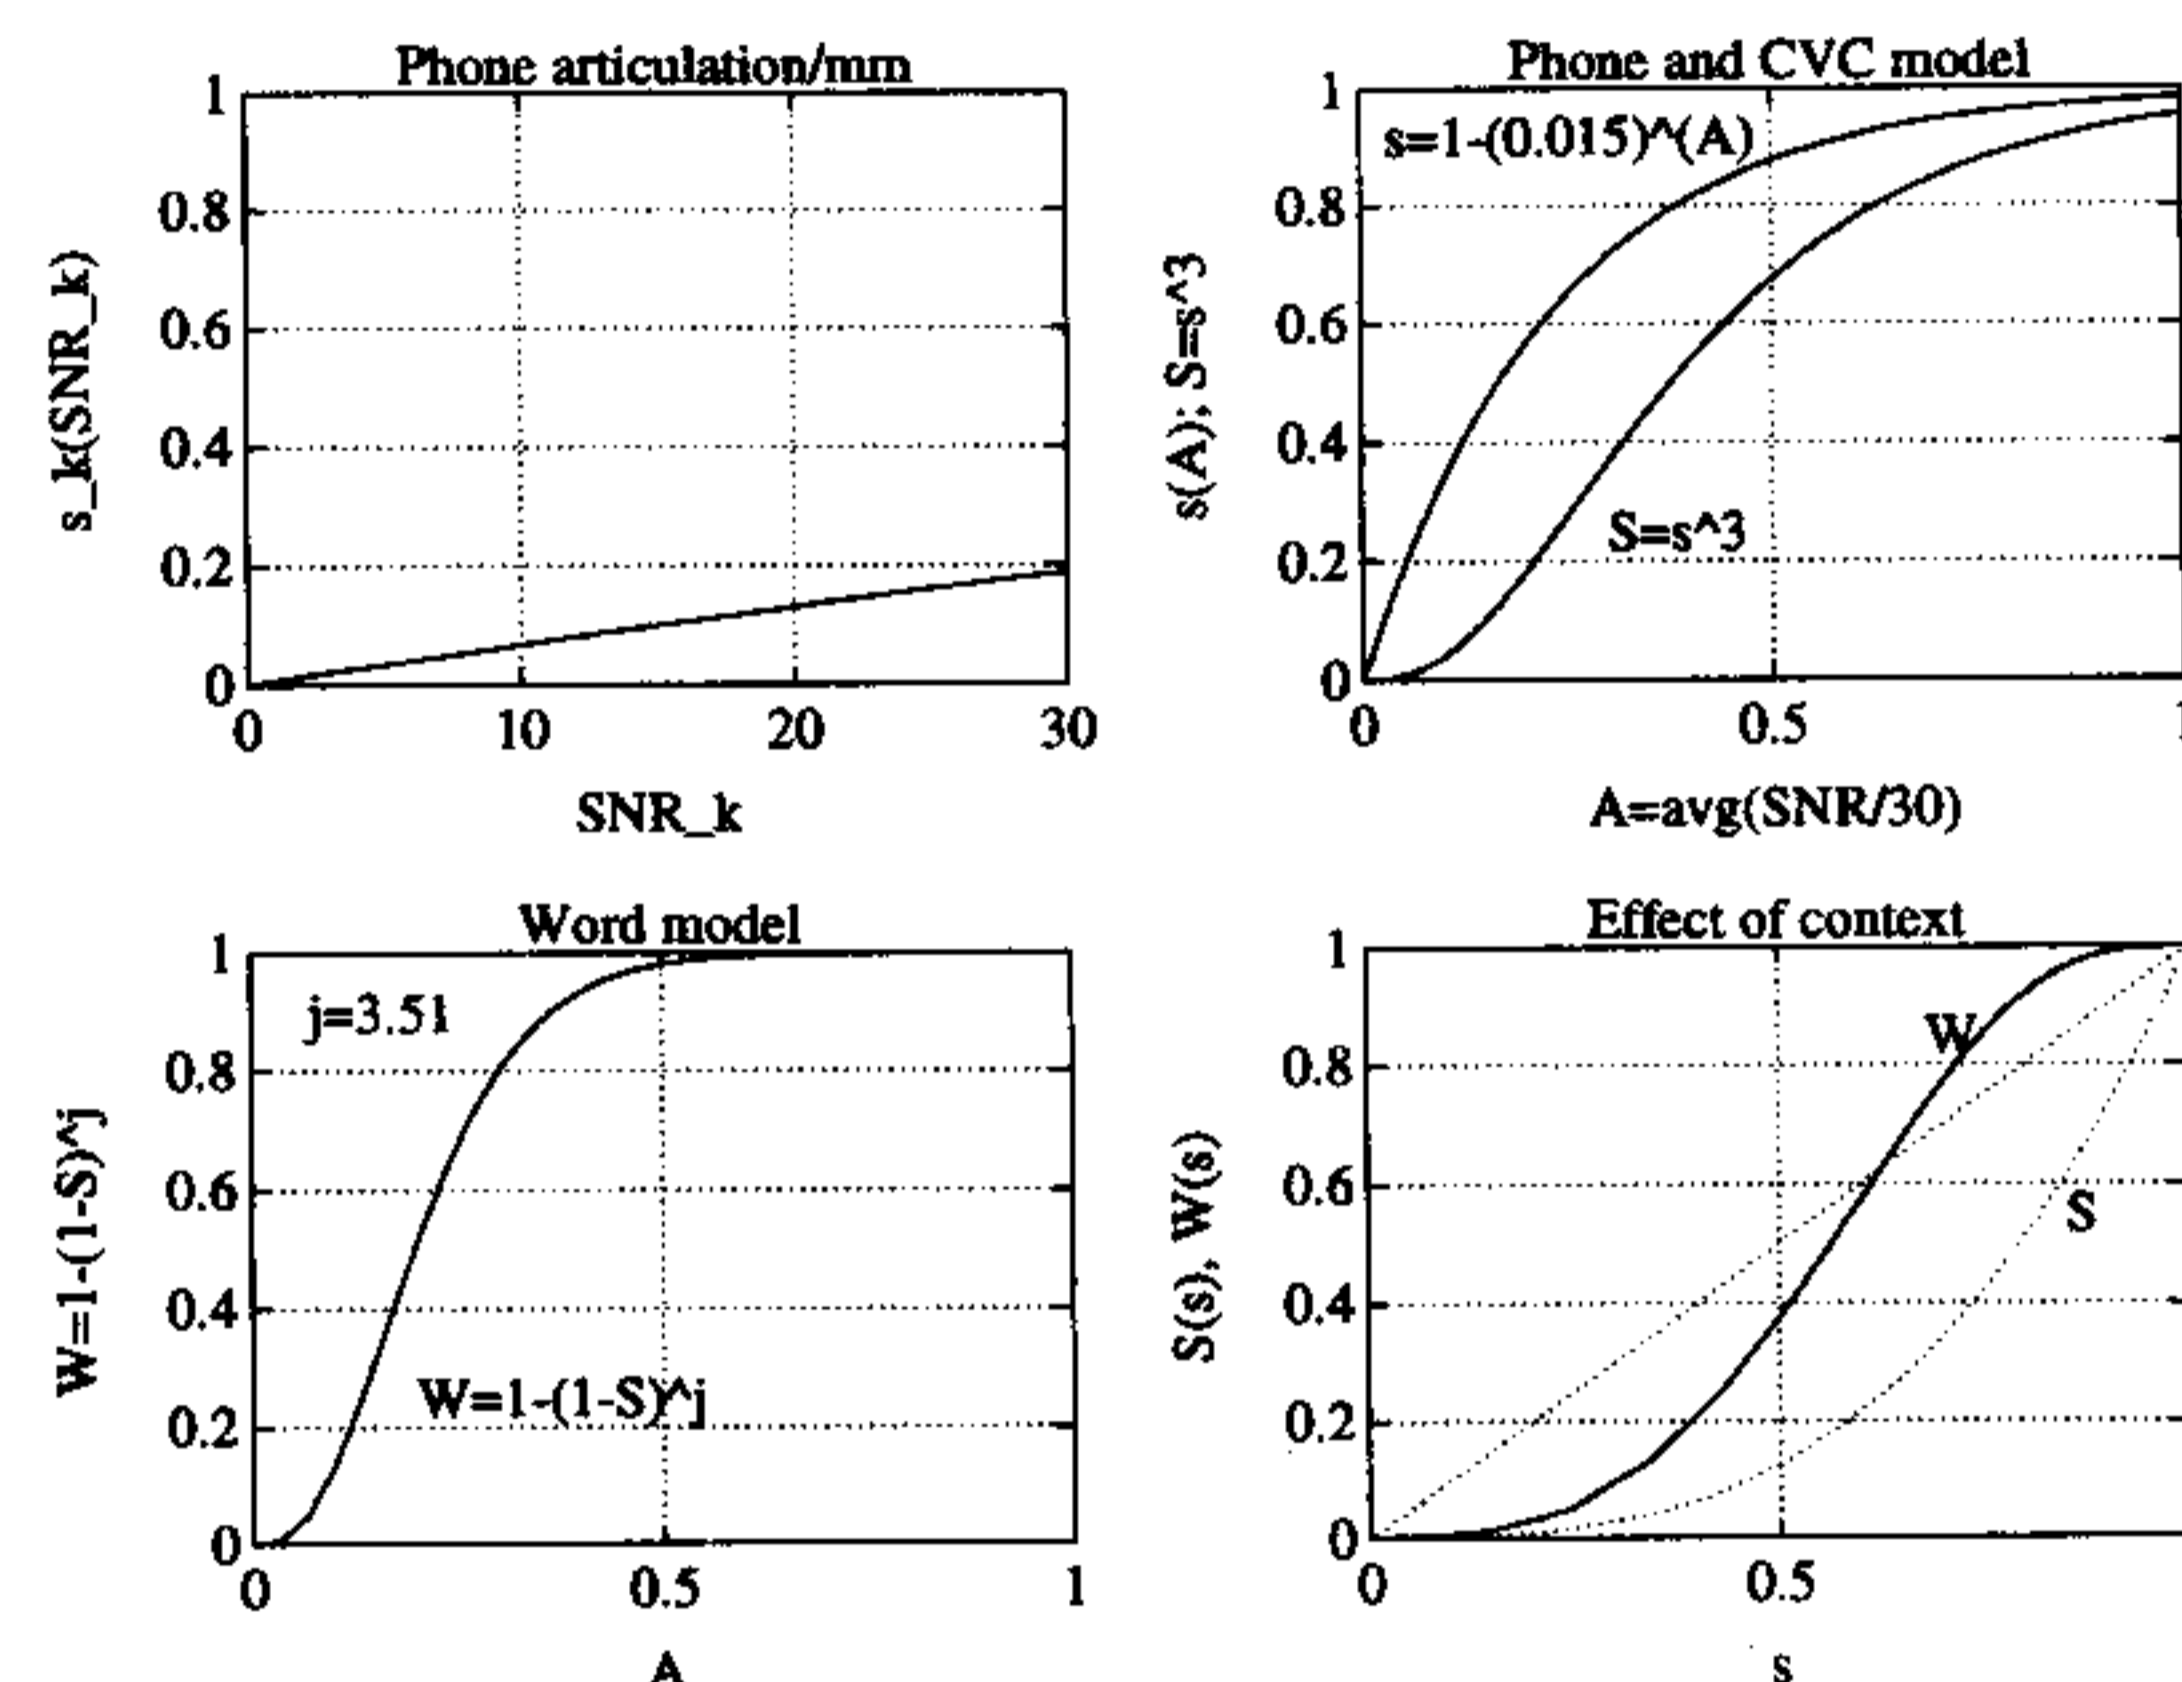 Phone articulation/mm
s_k(SNR_k)
1
0.8
0.6
0.4
0.2
0
0 10 20 30
SNR_k
Phone and CVC model
s(A); S=s^3
1
0.8
0.6
0.4
0.2
0
s=1-(0.015)^(A)
S=s^3
0 0.5 1
A=avg(SNR/30)
Word model
W=1-(1-S)^j
1
0.8
0.6
0.4
0.2
0
j=3.51
W=1-(1-S)^j
0 0.5 1
A
Effect of context
S(s), W(s)
1
0.8
0.6
0.4
0.2
0
W
S
0 0.5
s